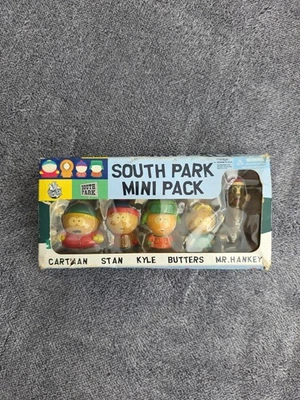 SOUTH PARK
MINI PACK
SOUTH
PARK
CARTMAN STAN KYLE BUTTERS MR.HANKEY